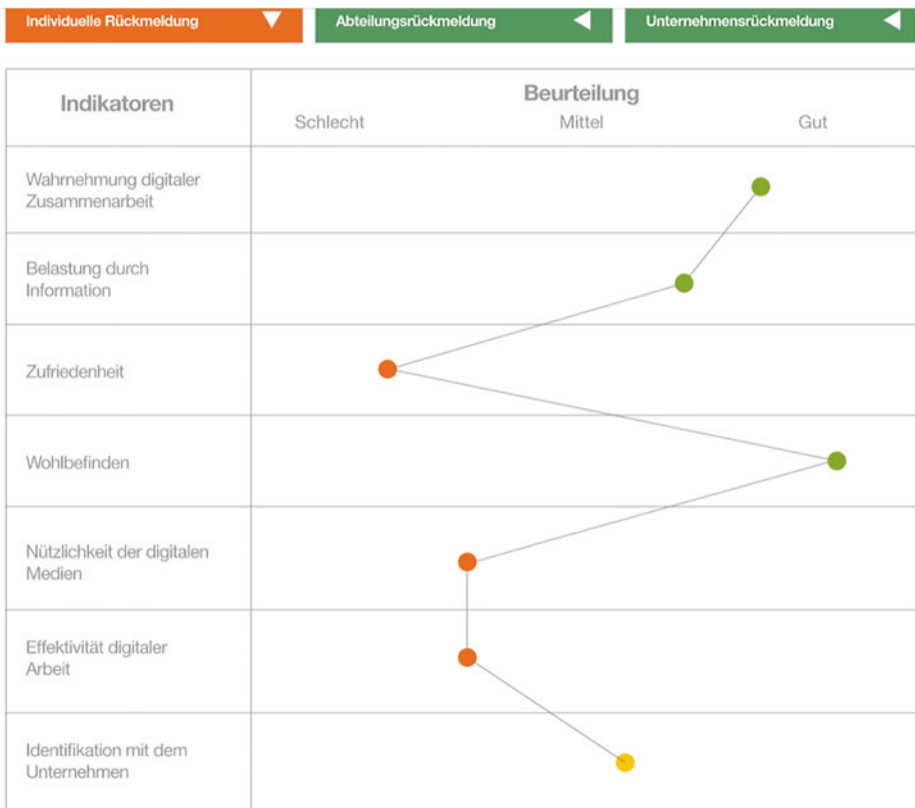 Individuelle Rückmeldung
Abteilungsrückmeldung
Unternehmensrückmeldung
Indikatoren
Beurteilung
Schlecht
Mittel
Gut
Wahrnehmung digitaler
Zusammenarbeit
Belastung durch
Information
Zufriedenheit
Wohlbefinden
Nützlichkeit der digitalen
Medien
Effektivität digitaler
Arbeit
Identifikation mit dem
Unternehmen